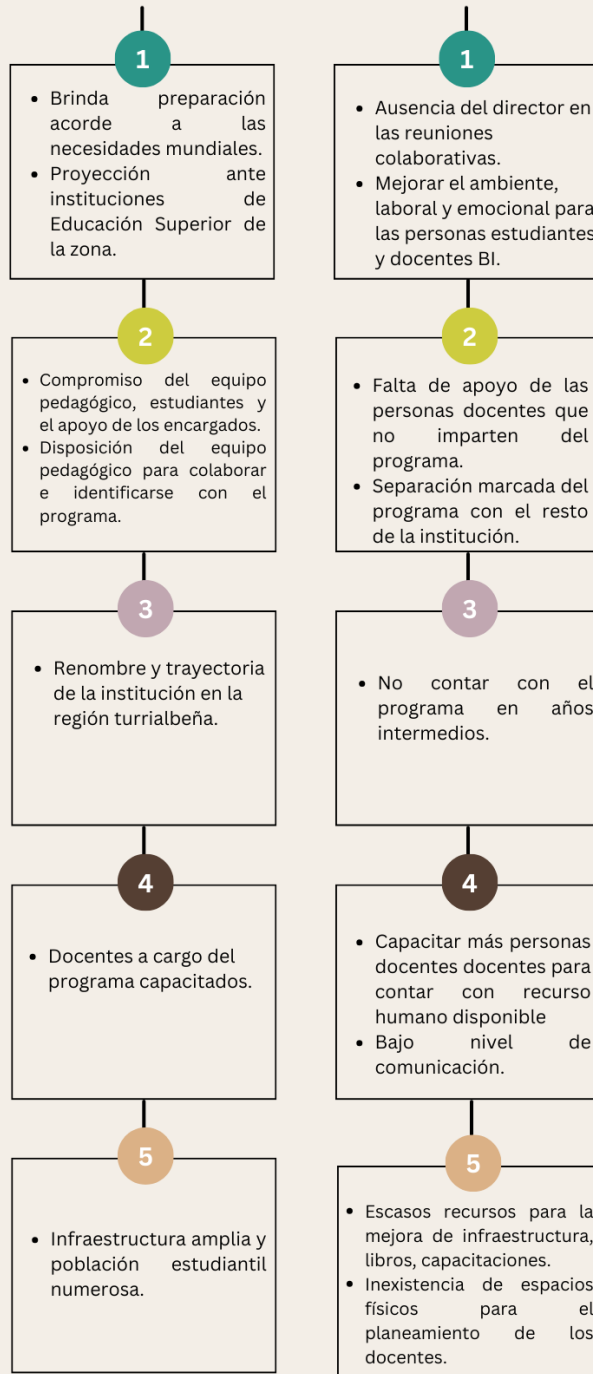 1
Brinda preparación
acorde a las
necesidades mundiales.
Proyección ante
instituciones de
Educación Superior de
la zona.
2
Compromiso del equipo
pedagógico, estudiantes y
el apoyo de los encargados.
Disposición del equipo
pedagógico para colaborar
e identificarse con el
programa.
3
Renombre y trayectoria
de la institución en la
región turrialbeña.
4
Docentes a cargo del
programa capacitados.
5
Infraestructura amplia y
población estudiantil
numerosa.
1
Ausencia del director en
las reuniones
colaborativas.
Mejorar el ambiente,
laboral y emocional para
las personas estudiantes
y docentes BI.
2
Falta de apoyo de las
personas docentes que
no imparten del
programa.
Separación marcada del
programa con el resto
de la institución.
3
No contar con el
programa en años
intermedios.
4
Capacitar más personas
docentes docentes para
contar con recurso
humano disponible
Bajo nivel de
comunicación.
5
Escasos recursos para la
mejora de infraestructura,
libros, capacitaciones.
Inexistencia de espacios
físicos para el
planeamiento de los
docentes.